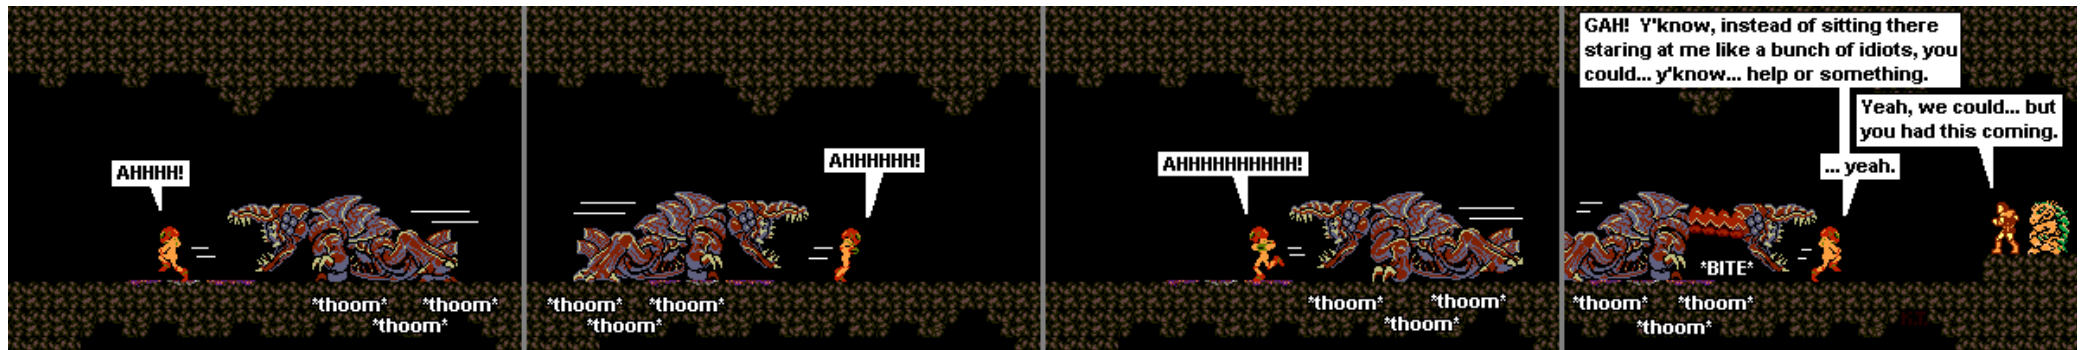 AHHHH!
*thoom* *thoom*
*thoom*
AHHHHHH!
*thoom* *thoom*
*thoom*
AHHHHHHHHHHH!
*thoom* *thoom*
*thoom*
GAH! Y'know, instead of sitting there
staring at me like a bunch of idiots, you
could... y'know... help or something.
Yeah, we could... but
you had this coming.
... yeah.
*BITE*
*thoom* *thoom*
*thoom*